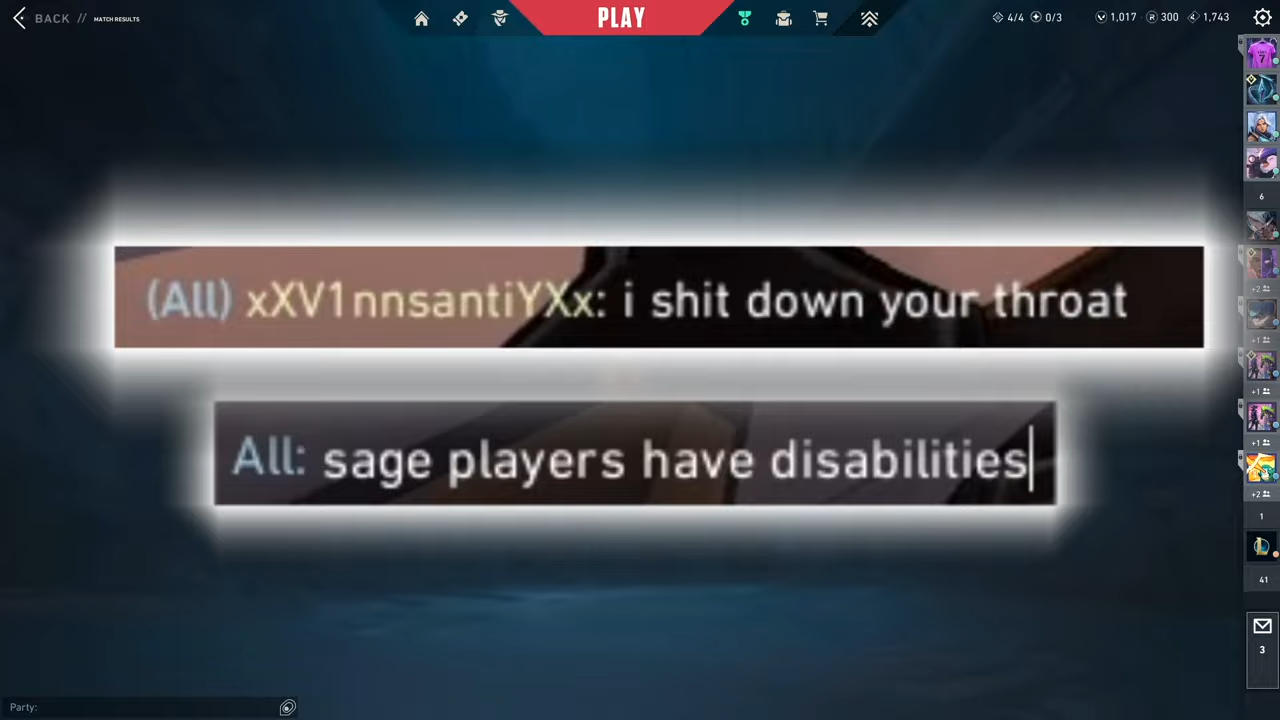 BACK // MATCH RESULTS
PLAY
4/4 0/3 1,017 R 300 1,743
7
6
(All) xXV1nnsantiYXx: i shit down your throat
+2
+1
+1
All: sage players have disabilities
+1
+2
1
41
3
Party: